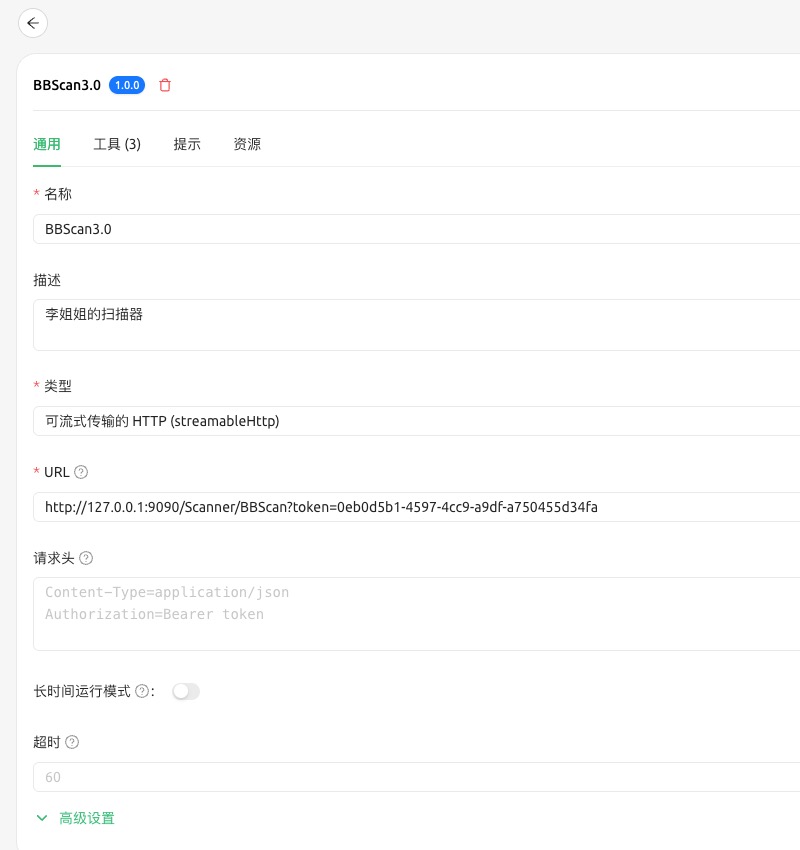 BBScan3.0 1.0.0
通用 工具 (3) 提示 资源
* 名称
BBScan3.0
描述
李姐姐的扫描器
* 类型
可流式传输的 HTTP (streamableHttp)
* URL ?
http://127.0.0.1:9090/Scanner/BBScan?token=0eb0d5b1-4597-4cc9-a9df-a750455d34fa
请求头 ?
Content-Type=application/json
Authorization=Bearer token
长时间运行模式 ? :
超时 ?
60
高级设置